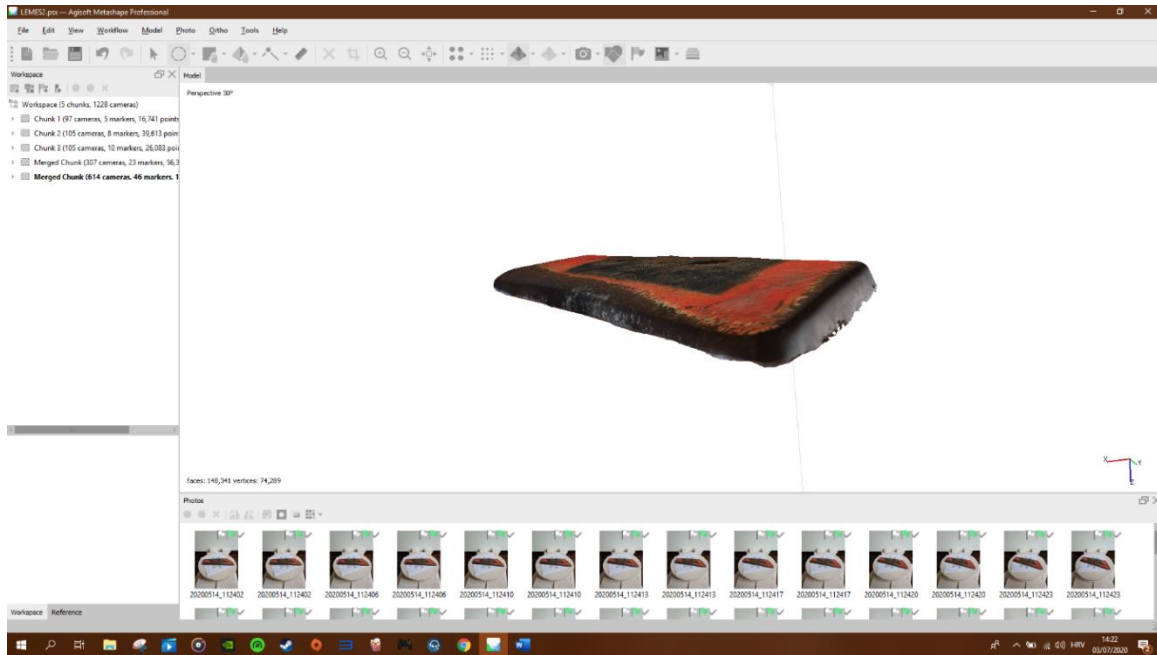 LEMES2.psx — Agisoft Metashape Professional
File Edit View Workflow Model Photo Ortho Tools Help
Workspace
Model
Perspective 30°
Workspace (5 chunks, 1228 cameras)
Chunk 1 (97 cameras, 5 markers, 16,741 points
Chunk 2 (105 cameras, 8 markers, 39,613 poin
Chunk 3 (105 cameras, 10 markers, 26,083 poi
Merged Chunk (307 cameras, 23 markers, 56,3
Merged Chunk (614 cameras, 46 markers, 1
X
Y
Z
faces: 148,341 vertices: 74,289
Photos
20200514_112402 20200514_112402 20200514_112406 20200514_112406 20200514_112410 20200514_112410 20200514_112413 20200514_112413 20200514_112417 20200514_112417 20200514_112420 20200514_112420 20200514_112423 20200514_112423
Workspace Reference
HRV
14:22
03/07/2020